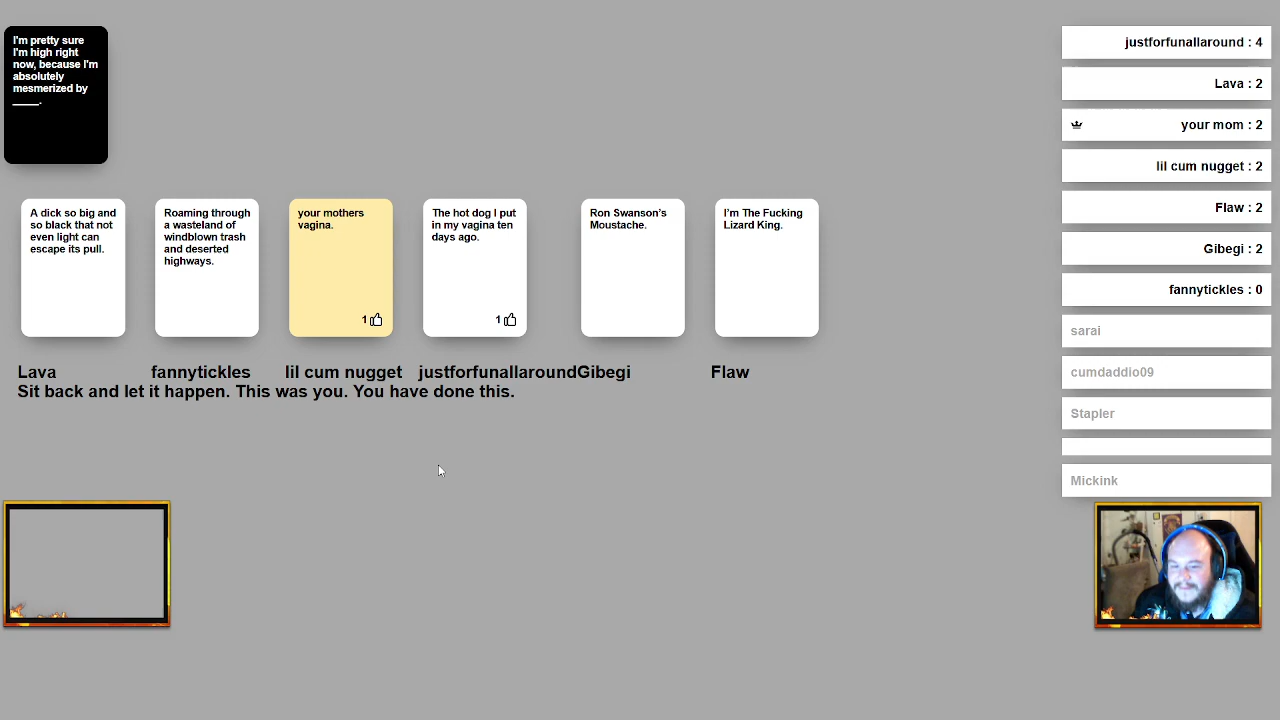 I'm pretty sure
I'm high right
now, because I'm
absolutely
mesmerized by
_____.
A dick so big and
so black that not
even light can
escape its pull.
Roaming through
a wasteland of
windblown trash
and deserted
highways.
your mothers
vagina.
1
The hot dog I put
in my vagina ten
days ago.
1
Ron Swanson’s
Moustache.
I’m The Fucking
Lizard King.
Lava
fannytickles
lil cum nugget
justforfunallaround
Gibegi
Flaw
Sit back and let it happen. This was you. You have done this.
justforfunallaround : 4
Lava : 2
your mom : 2
lil cum nugget : 2
Flaw : 2
Gibegi : 2
fannytickles : 0
sarai
cumdaddio09
Stapler
Mickink